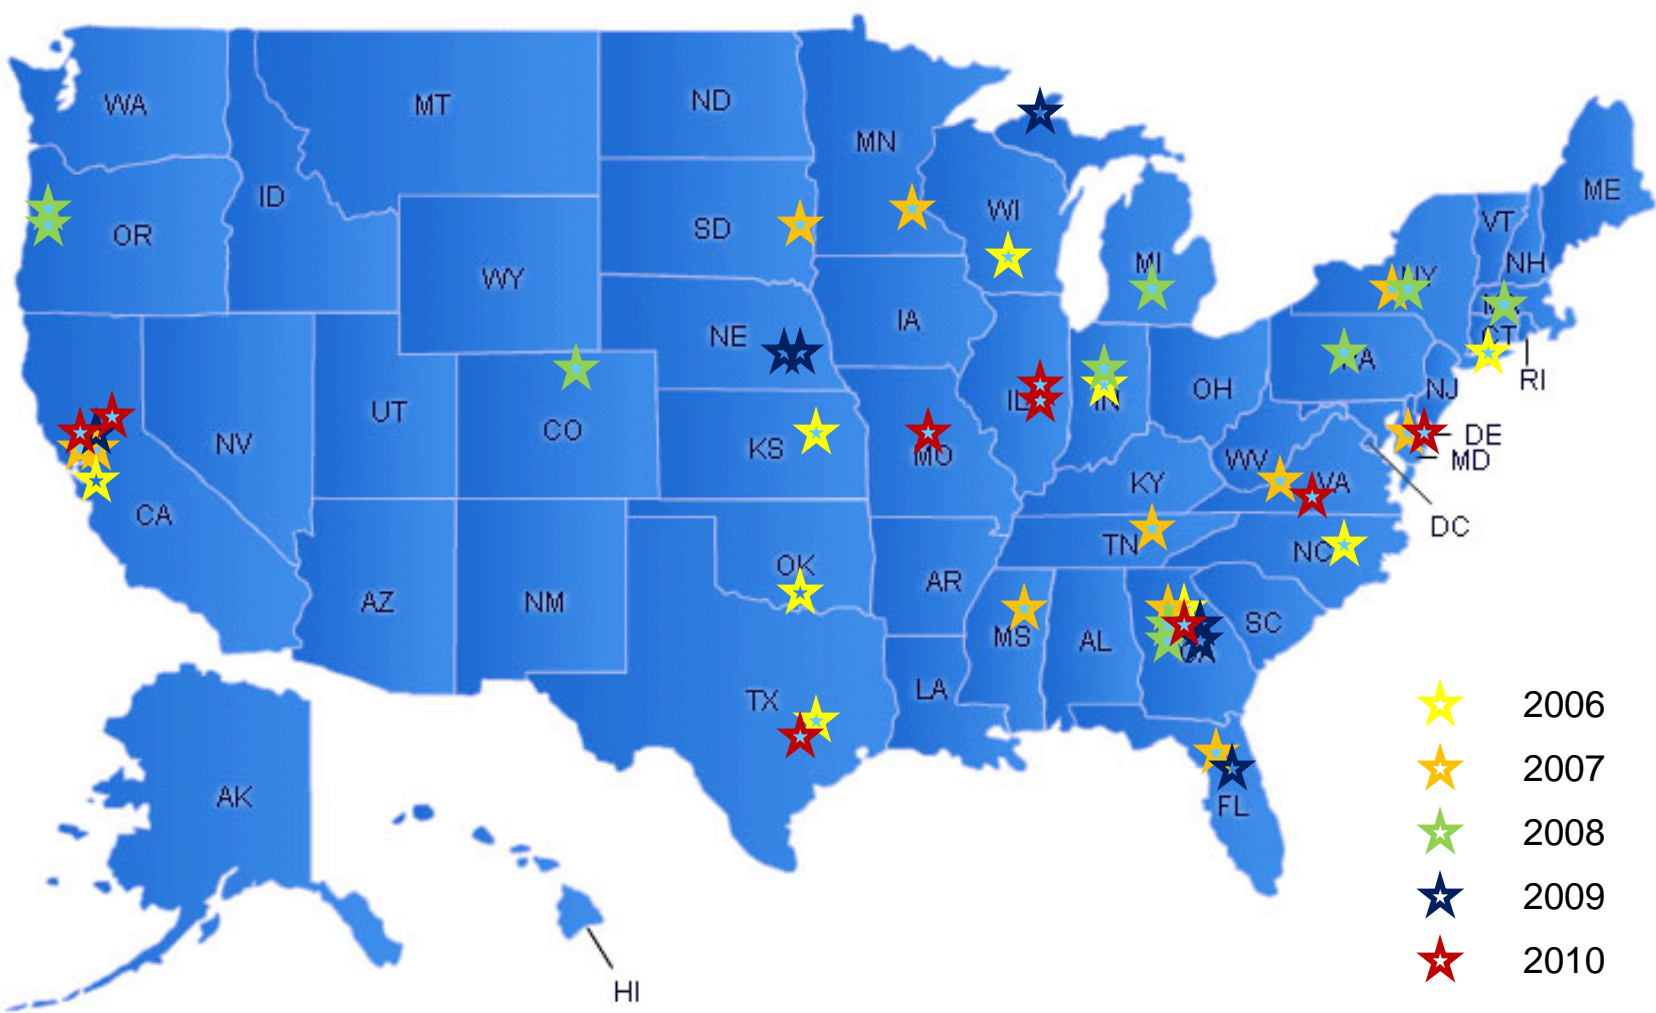 WA
MT
ND
MN
ME
ID
OR
SD
WI
VT
NH
WY
MI
NY
NE
IA
MA
CT
PA
RI
NJ
UT
CO
IL
IN
OH
NV
KS
MO
WV
DE
MD
CA
KY
VA
DC
OK
TN
NC
AZ
NM
AR
MS
AL
GA
SC
TX
LA
AK
FL
HI
2006
2007
2008
2009
2010